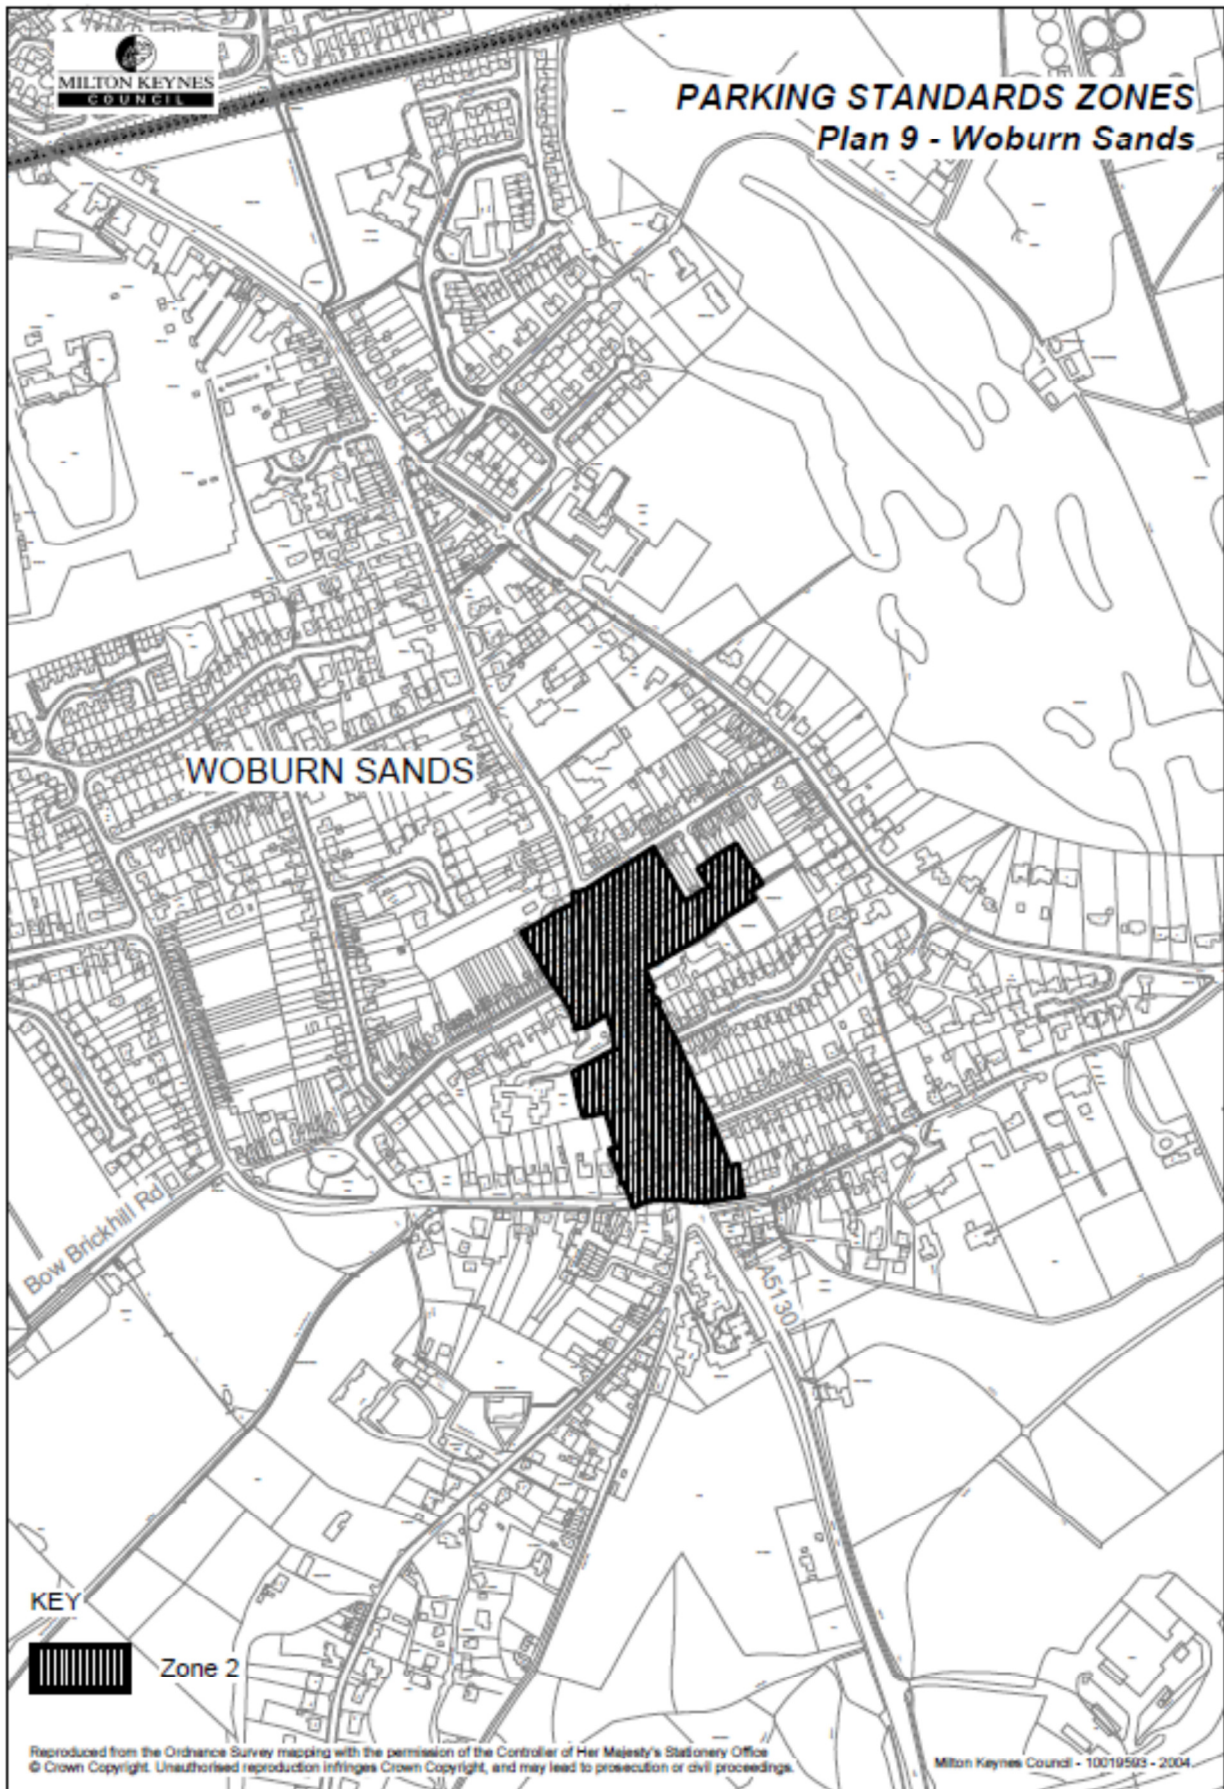 MILTON KEYNES
COUNCIL
PARKING STANDARDS ZONES
Plan 9 - Woburn Sands
WOBURN SANDS
Bow Brickhill Rd
A5130
KEY
Zone 2
Reproduced from the Ordnance Survey mapping with the permission of the Controller of Her Majesty's Stationery Office
© Crown Copyright. Unauthorised reproduction infringes Crown Copyright, and may lead to prosecution or civil proceedings.
Milton Keynes Council - 10019593 - 2004.